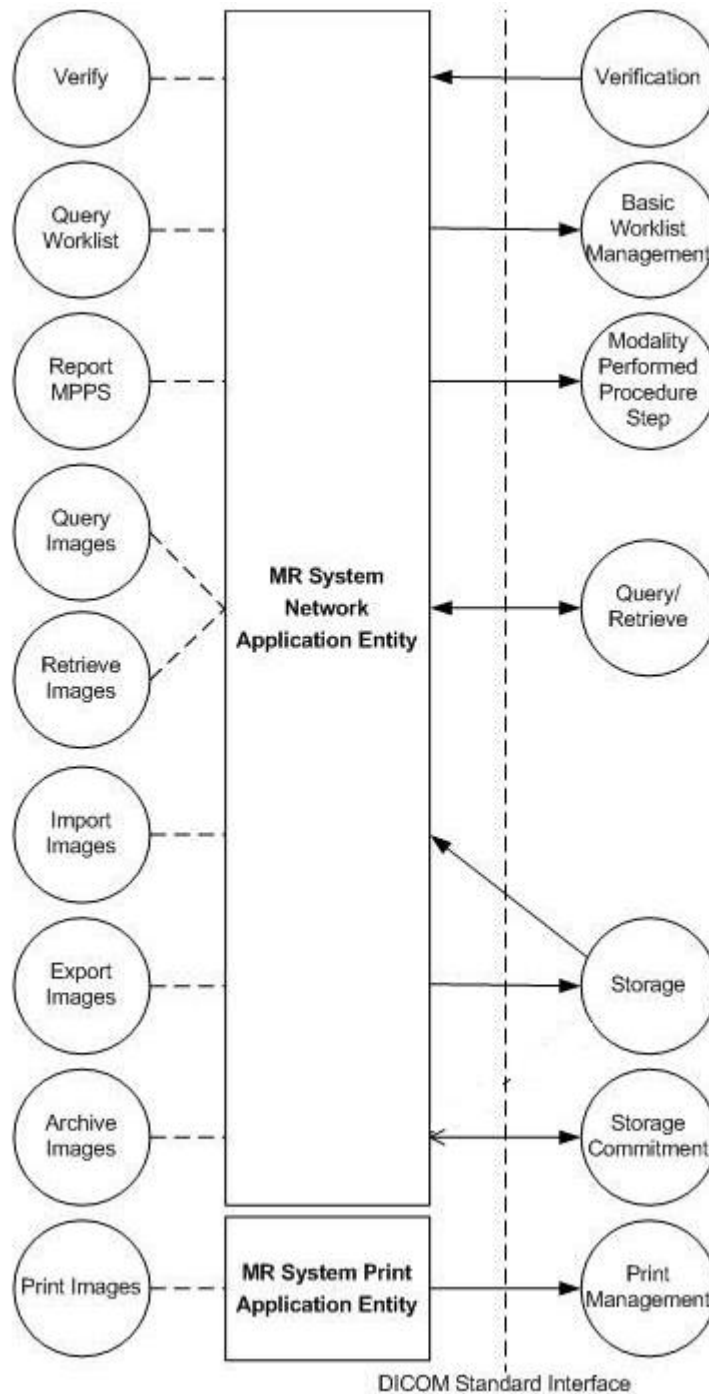 Verify
Verification
Query
Worklist
Basic
Worklist
Management
Report
MPPS
Modality
Performed
Procedure
Step
Query
Images
MR System
Network
Application Entity
Query/
Retrieve
Retrieve
Images
Import
Images
Export
Images
Storage
Archive
Images
Storage
Commitment
Print Images
MR System Print
Application Entity
Print
Management
DICOM Standard Interface